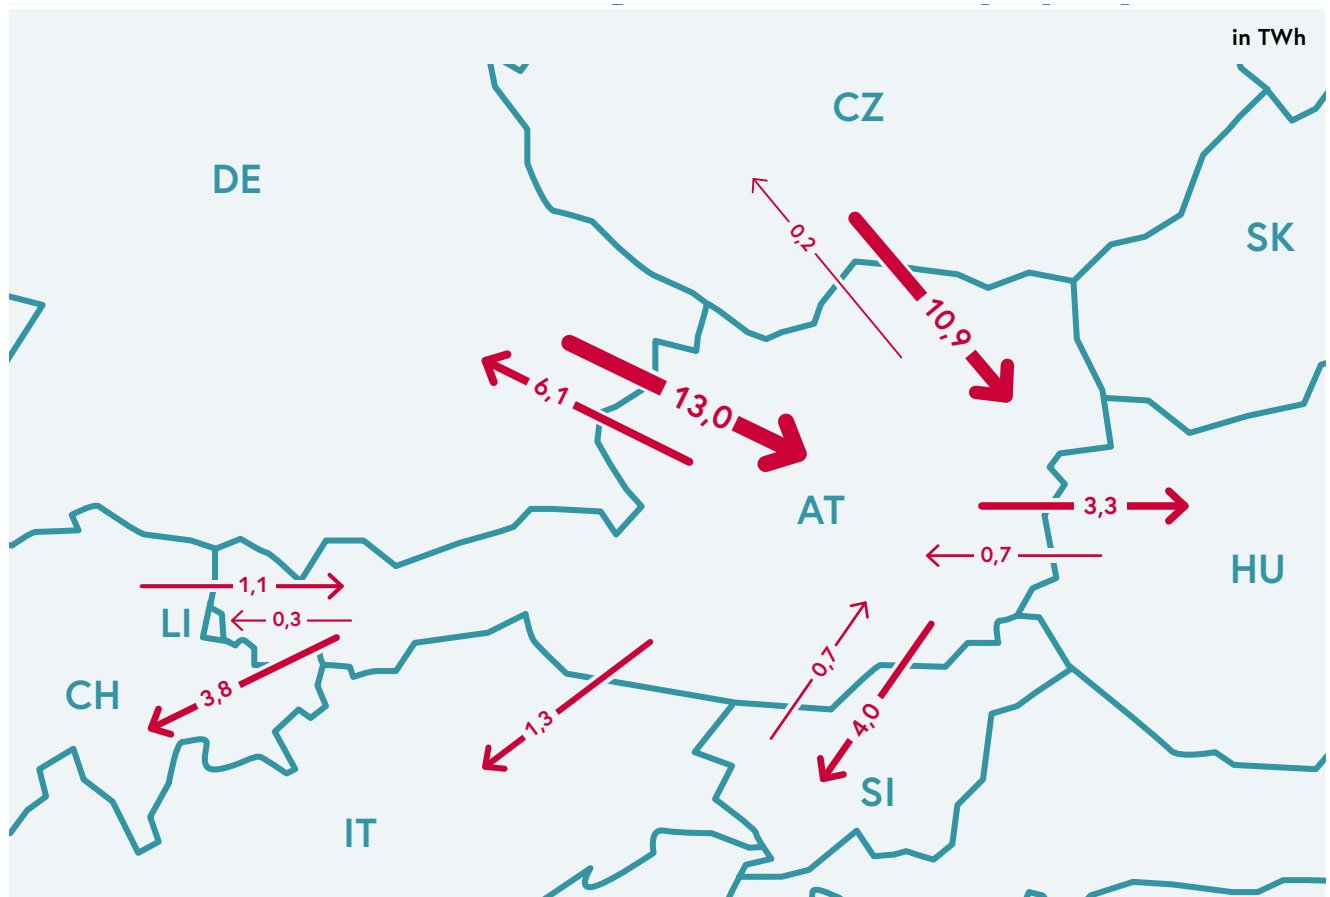 in TWh
CZ
DE
0,2
SK
10,9
6,1
13,0
AT
3,3
0,7
HU
1,1
LI
0,3
0,7
3,8
CH
1,3
4,0
SI
IT